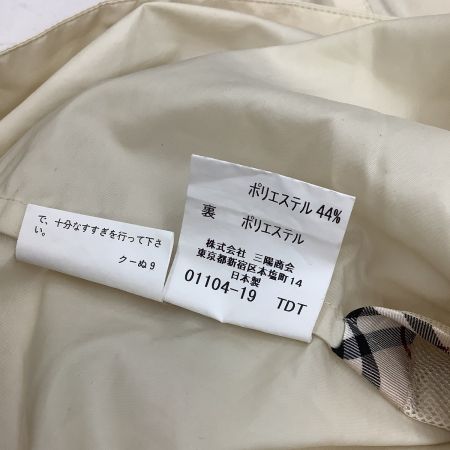 で、十分なすすぎを行って下さ
い。
クーぬ9
ポリエステル 44%
裏 ポリエステル
株式会社 三陽商会
東京都新宿区本塩町14
日本製
01104-19 TDT